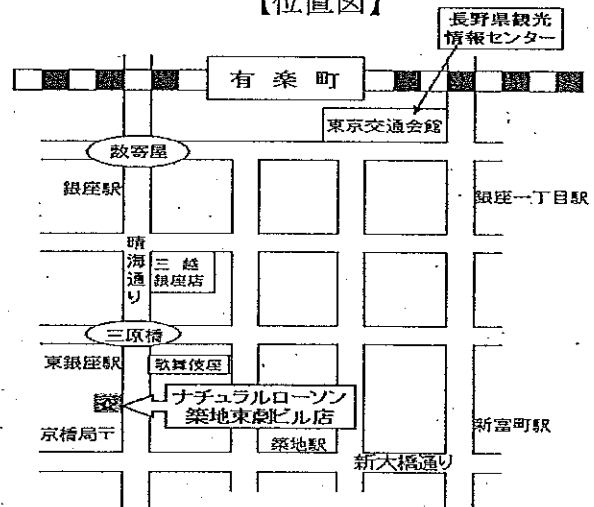 【位置図】
長野県観光
情報センター
有楽町
東京交通会館
数寄屋
銀座駅
銀座一丁目駅
晴海通り
三越
銀座店
三原橋
東銀座駅
歌舞伎屋
ナチュラルローソン
築地東劇ビル店
京橋局〒
築地駅
新富町駅
新大橋通り